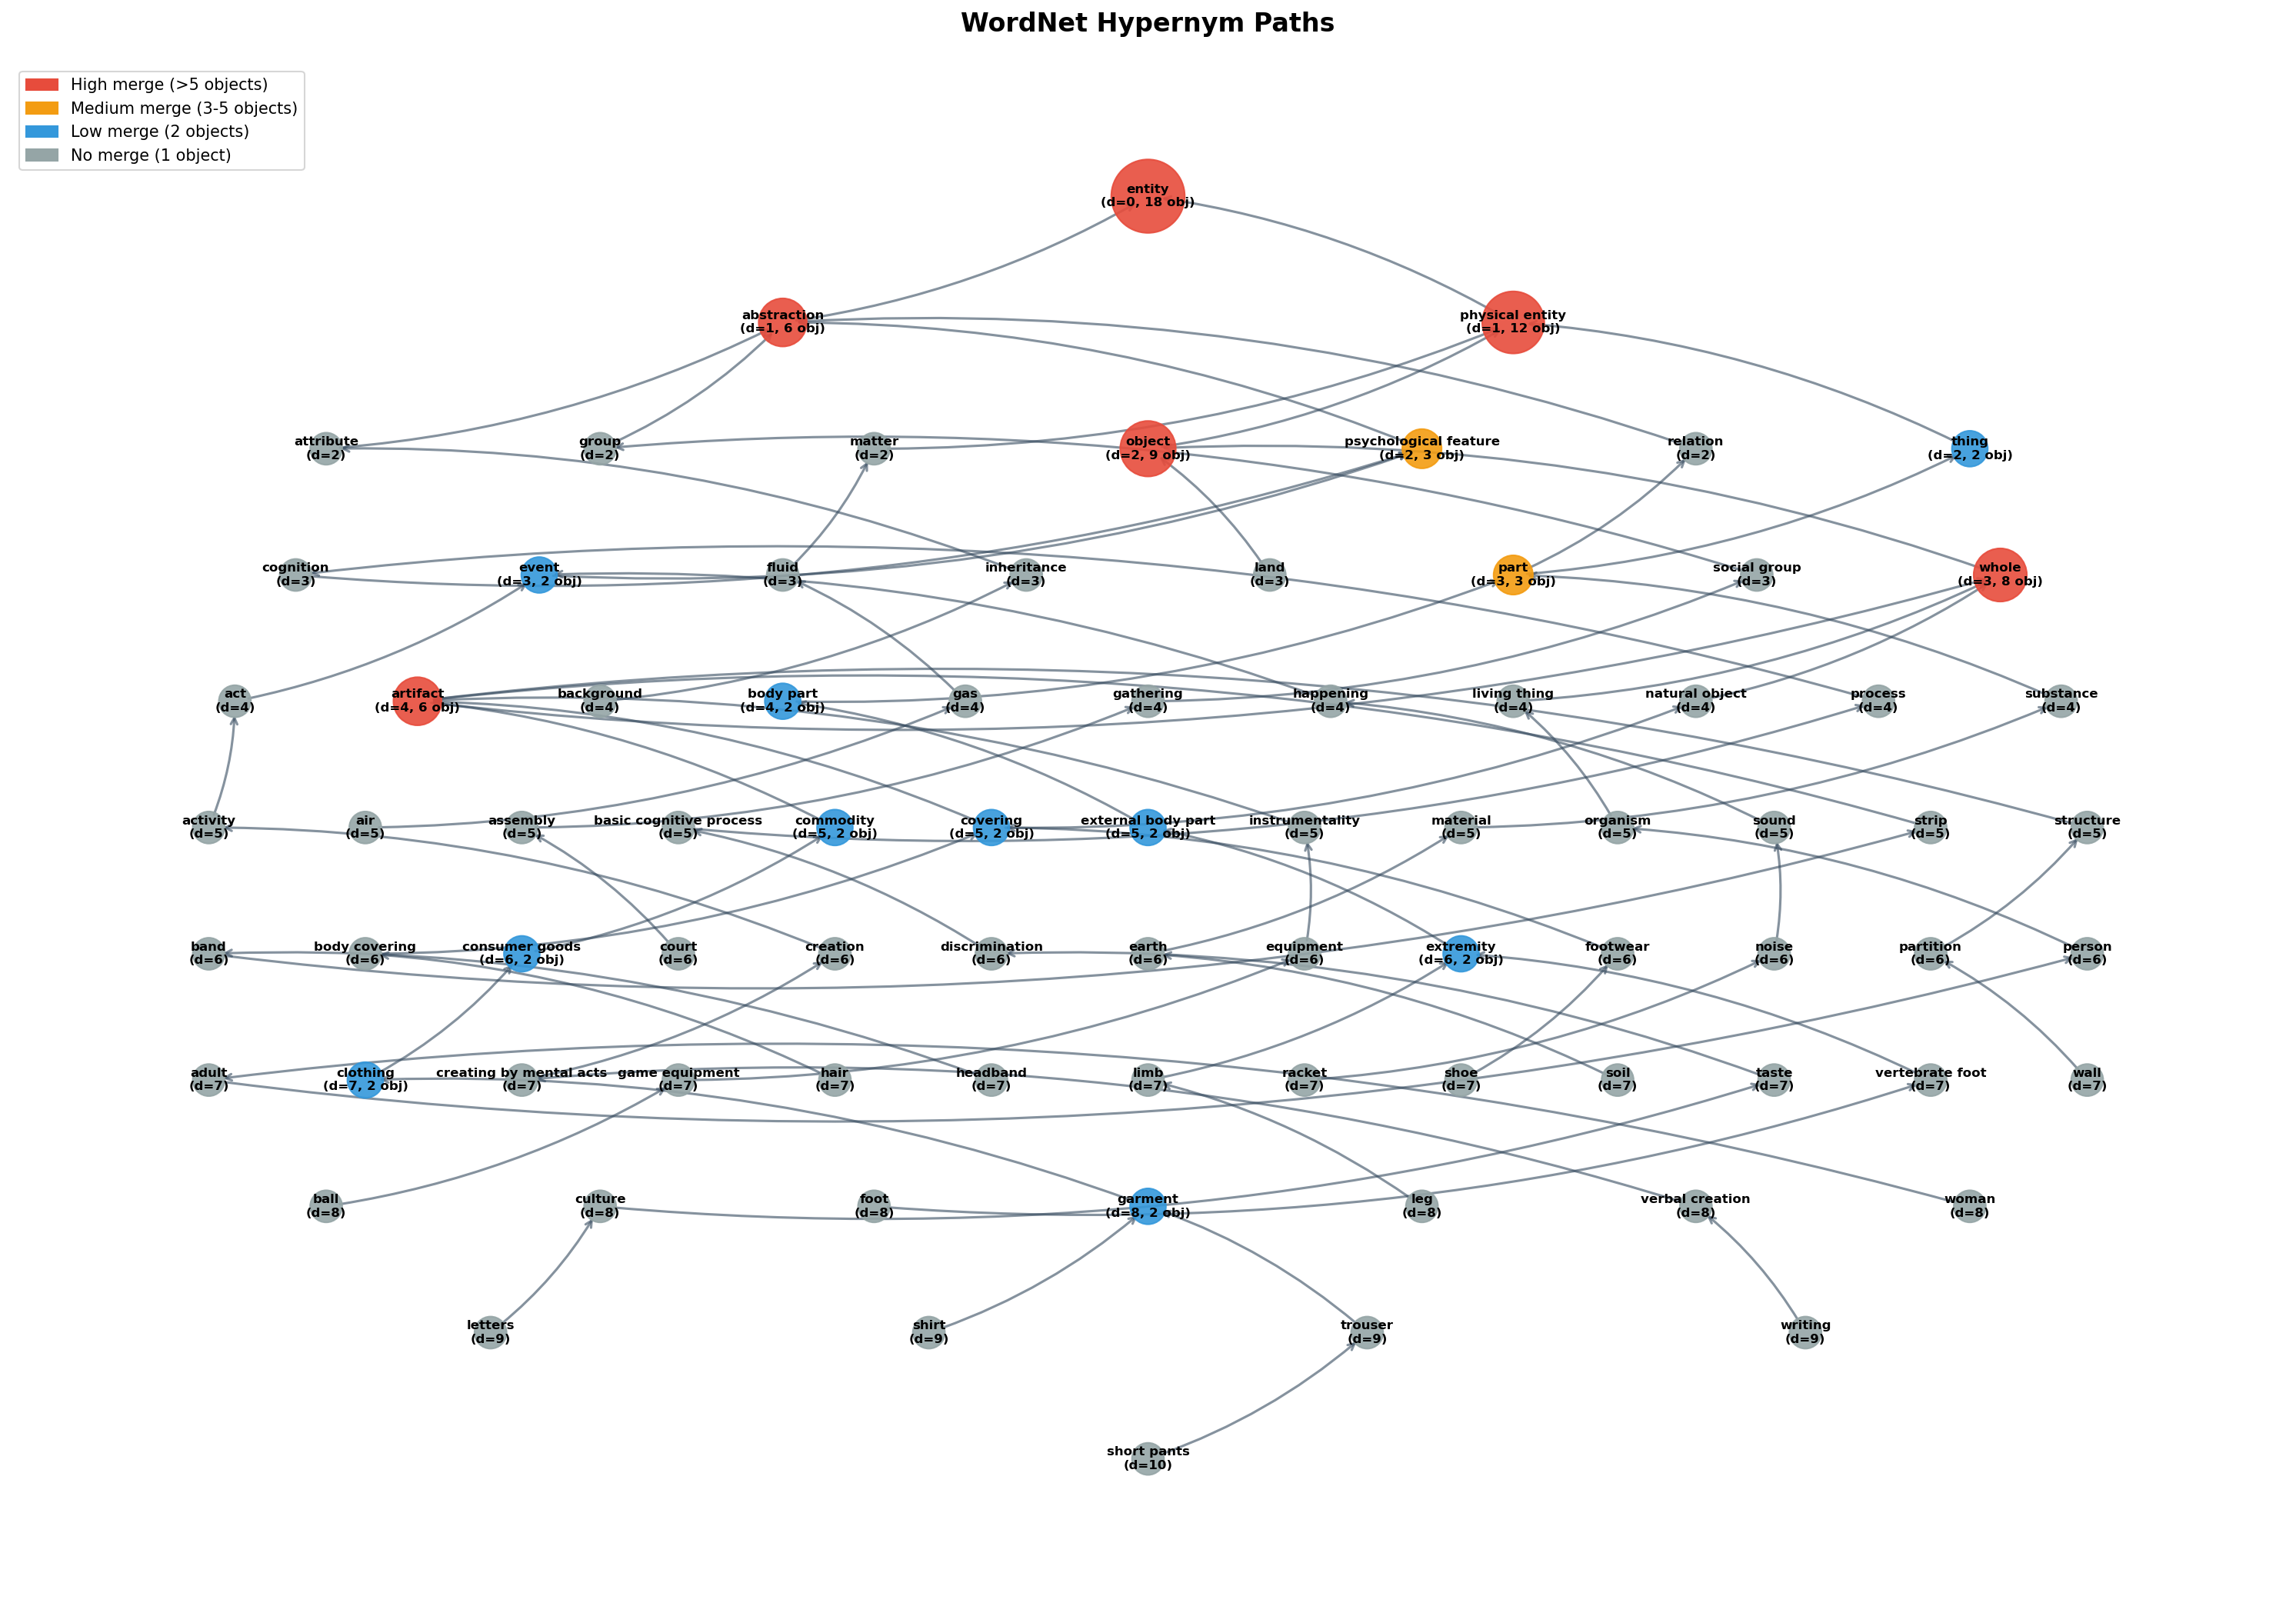 WordNet Hypernym Paths
High merge (>5 objects)
Medium merge (3-5 objects)
Low merge (2 objects)
No merge (1 object)
entity
(d=0, 18 obj)
abstraction
(d=1, 6 obj)
physical entity
(d=1, 12 obj)
attribute
(d=2)
group
(d=2)
matter
(d=2)
object
(d=2, 9 obj)
psychological feature
(d=2, 3 obj)
relation
(d=2)
thing
(d=2, 2 obj)
cognition
(d=3)
event
(d=3, 2 obj)
fluid
(d=3)
inheritance
(d=3)
land
(d=3)
part
(d=3, 3 obj)
social group
(d=3)
whole
(d=3, 8 obj)
act
(d=4)
artifact
(d=4, 6 obj)
background
(d=4)
body part
(d=4, 2 obj)
gas
(d=4)
gathering
(d=4)
happening
(d=4)
living thing
(d=4)
natural object
(d=4)
process
(d=4)
substance
(d=4)
activity
(d=5)
air
(d=5)
assembly
(d=5)
basic cognitive process
(d=5)
commodity
(d=5, 2 obj)
covering
(d=5, 2 obj)
external body part
(d=5, 2 obj)
instrumentality
(d=5)
material
(d=5)
organism
(d=5)
sound
(d=5)
strip
(d=5)
structure
(d=5)
band
(d=6)
body covering
(d=6)
consumer goods
(d=6, 2 obj)
court
(d=6)
creation
(d=6)
discrimination
(d=6)
earth
(d=6)
equipment
(d=6)
extremity
(d=6, 2 obj)
footwear
(d=6)
noise
(d=6)
partition
(d=6)
person
(d=6)
adult
(d=7)
clothing
(d=7, 2 obj)
creating by mental acts
(d=7)
game equipment
(d=7)
hair
(d=7)
headband
(d=7)
limb
(d=7)
racket
(d=7)
shoe
(d=7)
soil
(d=7)
taste
(d=7)
vertebrate foot
(d=7)
wall
(d=7)
ball
(d=8)
culture
(d=8)
foot
(d=8)
garment
(d=8, 2 obj)
leg
(d=8)
verbal creation
(d=8)
woman
(d=8)
letters
(d=9)
shirt
(d=9)
trouser
(d=9)
writing
(d=9)
short pants
(d=10)